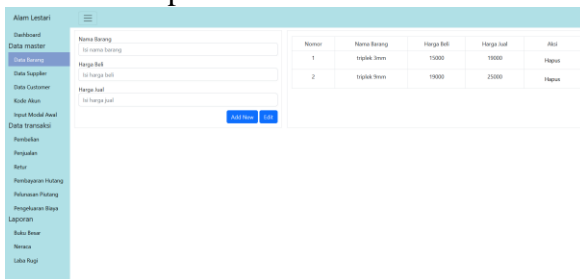 Alam Lestari
Dashboard
Data master
Data Barang
Data Supplier
Data Customer
Kode Akun
Input Modal Awal
Data transaksi
Pembelian
Penjualan
Retur
Pembayaran Hutang
Pelunasan Piutang
Pengeluaran Biaya
Laporan
Buku Besar
Neraca
Laba Rugi
Nama Barang
Isi nama barang
Harga Beli
Isi harga beli
Harga Jual
Isi harga jual
Add New Edit
Nomor Nama Barang Harga Beli Harga Jual Aksi
1 triplek 3mm 15000 19000 Hapus
2 triplek 9mm 19000 25000 Hapus